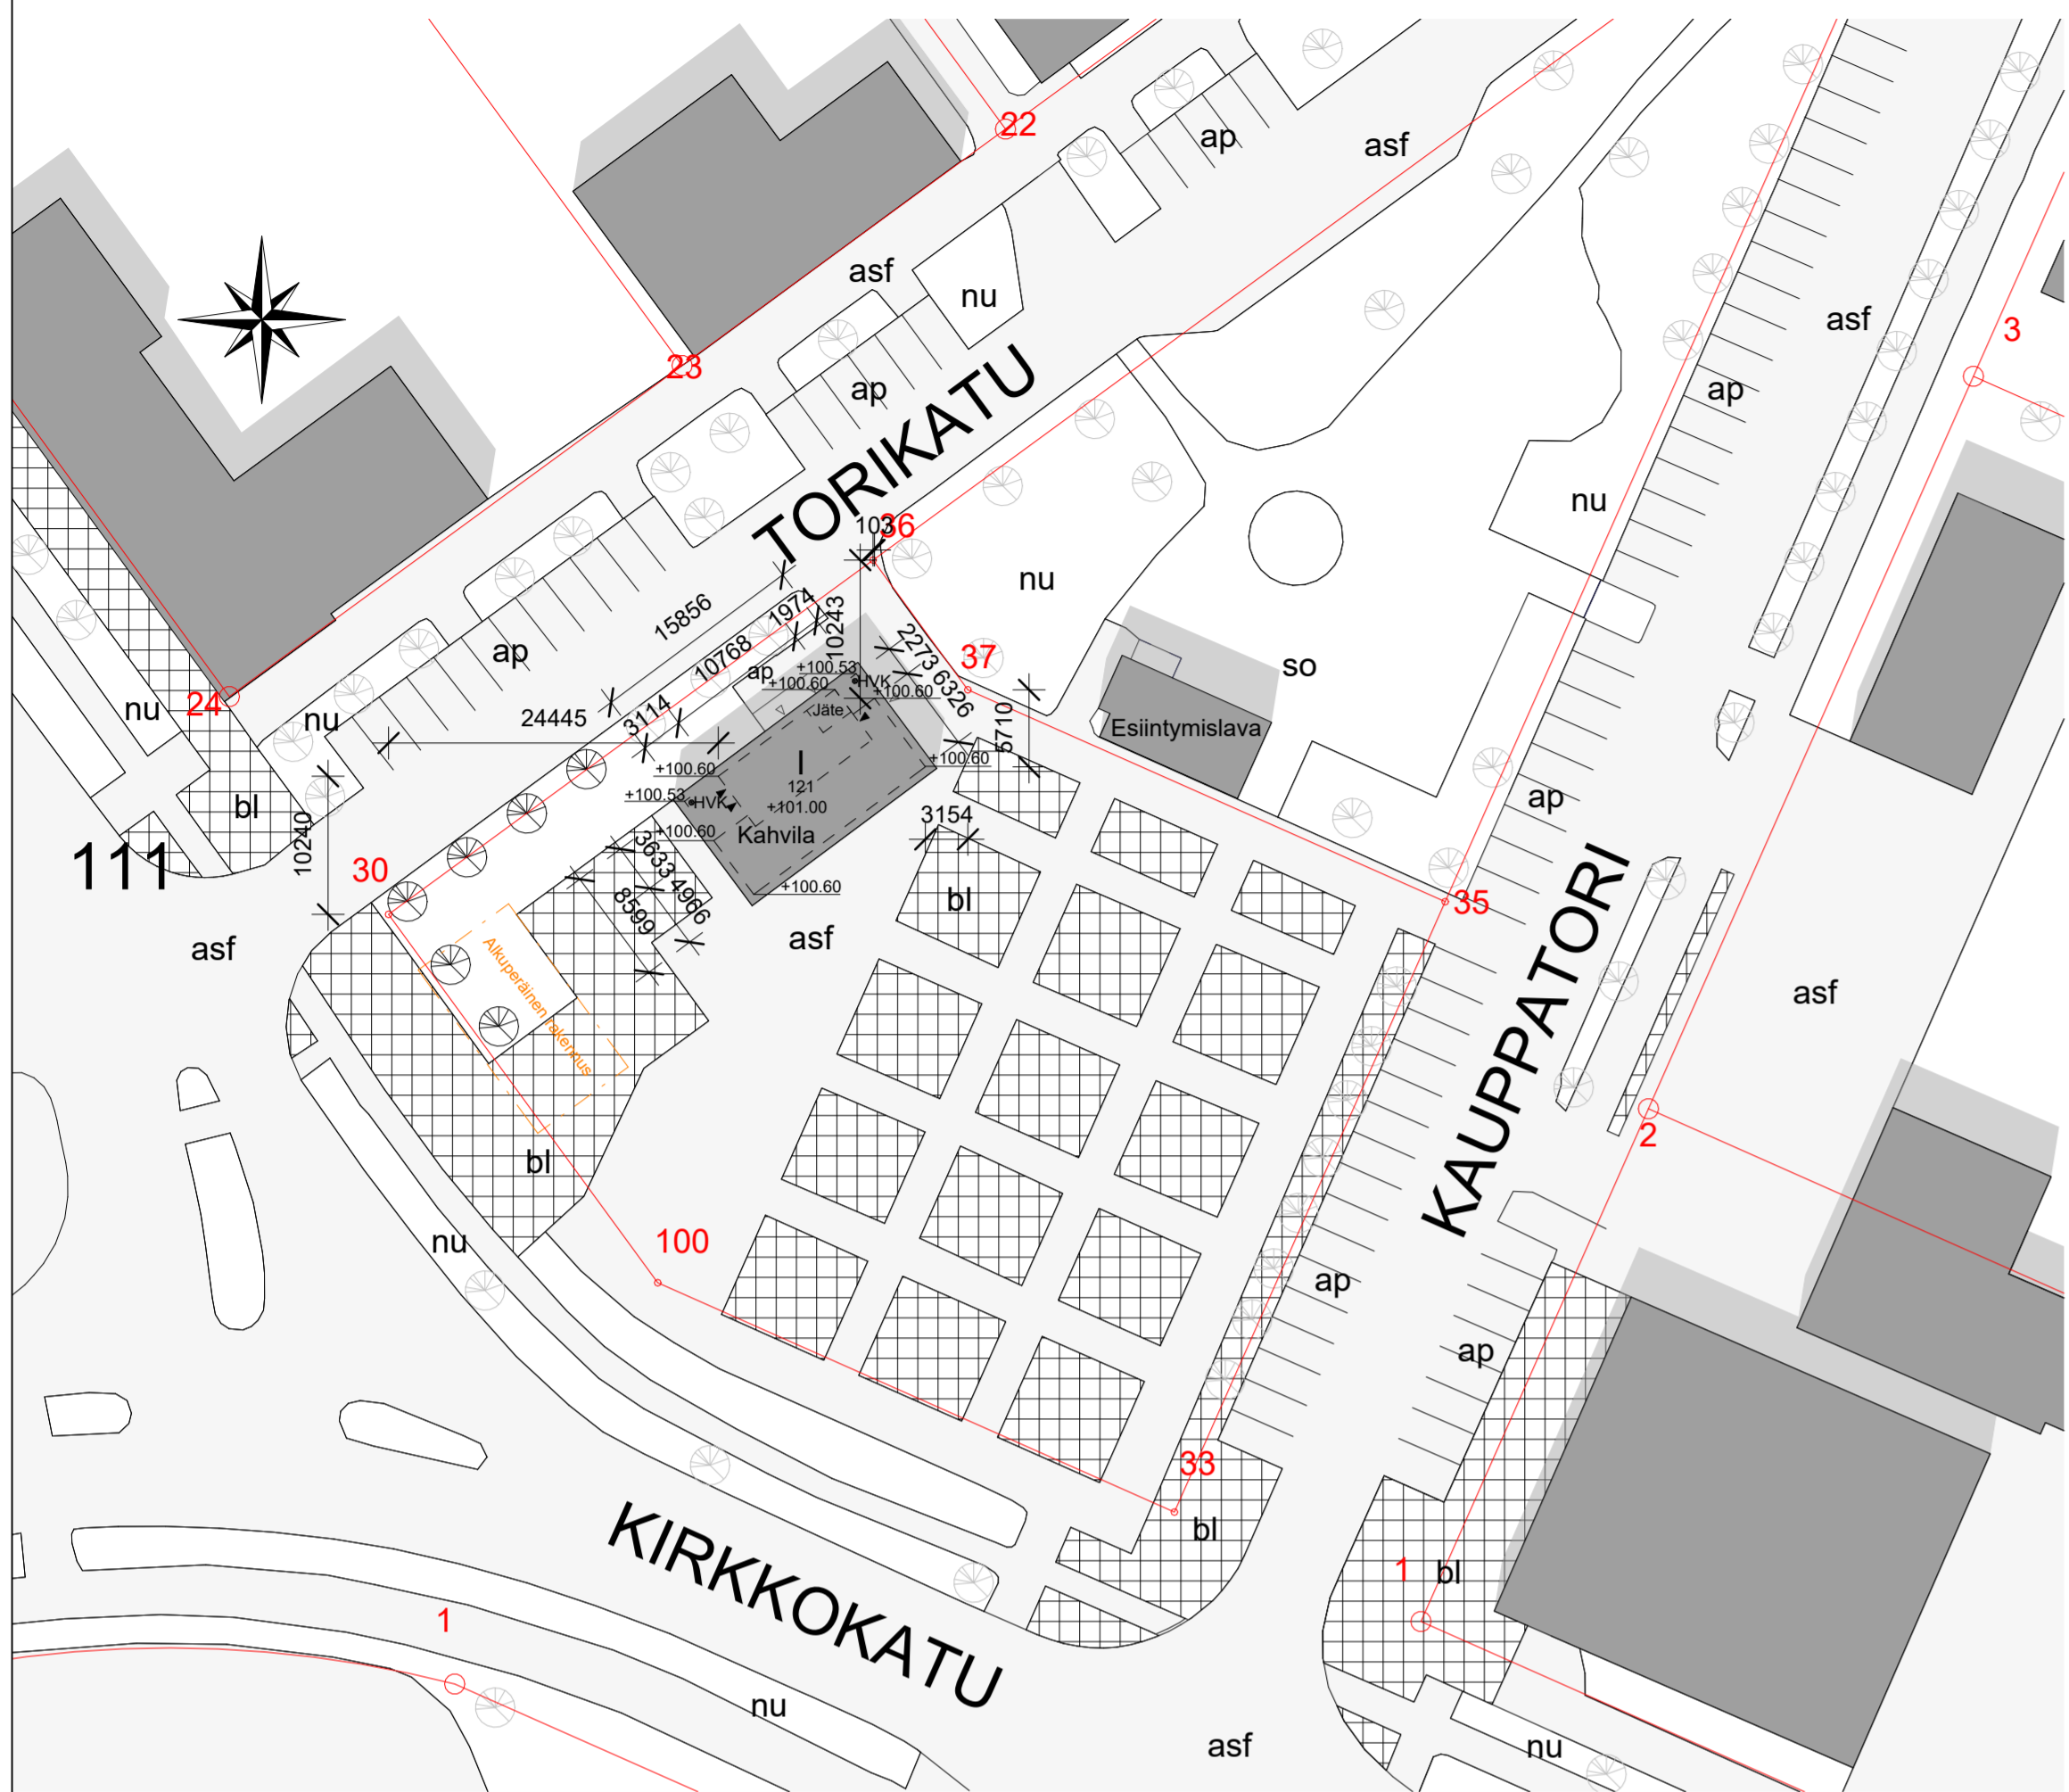 22
ap
asf
asf
nu
asf
3
23
ap
ap
TORIKATU
nu
103
36
nu
15856
1974
10243
10768
2273
6326
37
ap
ap
so
+100.53
+100.60
HVK
+100.60
24
nu
nu
24445
3114
Jäte
5710
Esiintymislava
I
+100.60
+100.60
121
+100.53
HVK
+101.00
bl
ap
3154
10240
+100.60
Kahvila
111
30
3633
4966
8599
+100.60
bl
35
asf
asf
KAUPPATORI
asf
Alkuperäinen rakennus
2
bl
nu
100
ap
ap
33
bl
KIRKKOKATU
1
bl
1
nu
asf
nu